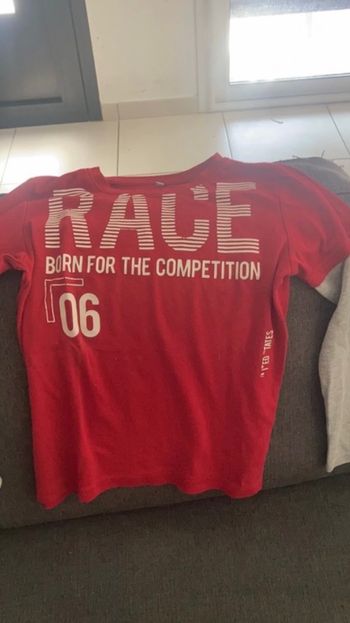 RACE
BORN FOR THE COMPETITION
06